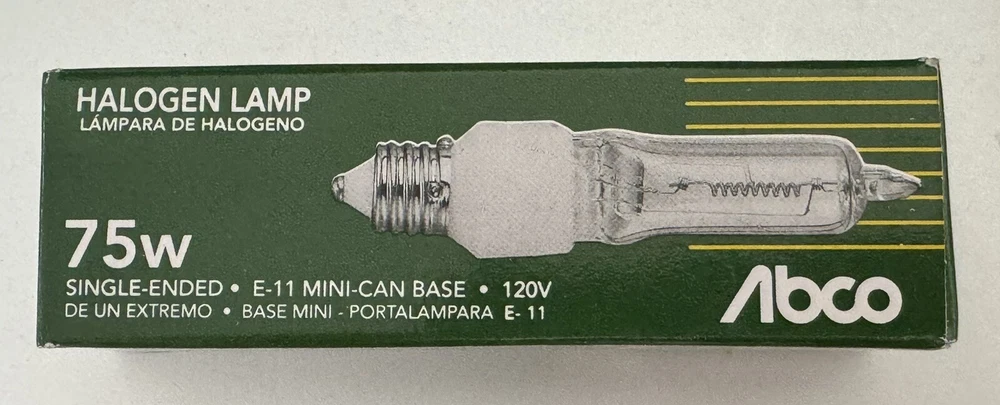 HALOGEN LAMP
LÁMPARA DE HALOGENO
75W
SINGLE-ENDED • E-11 MINI-CAN BASE • 120V
DE UN EXTREMO • BASE MINI - PORTALAMPARA E- 11
Abco